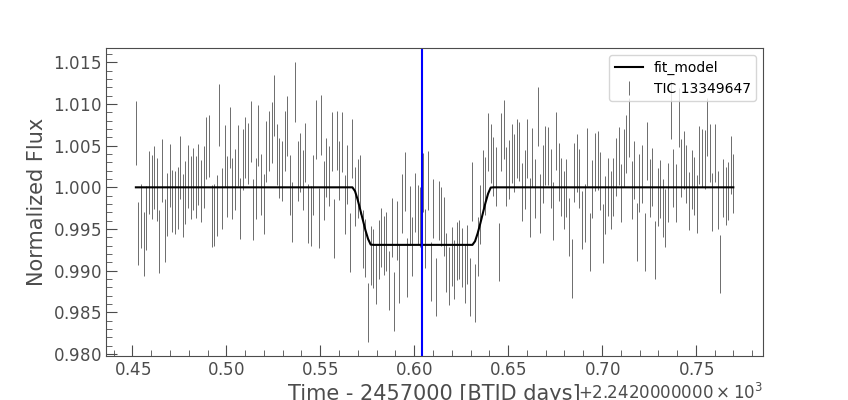 Normalized Flux
1.015
1.010
1.005
1.000
0.995
0.990
0.985
0.980
fit_model
TIC 13349647
0.45 0.50 0.55 0.60 0.65 0.70 0.75
Time - 2457000 [BTJD days]
+2.2420000000 × 10³